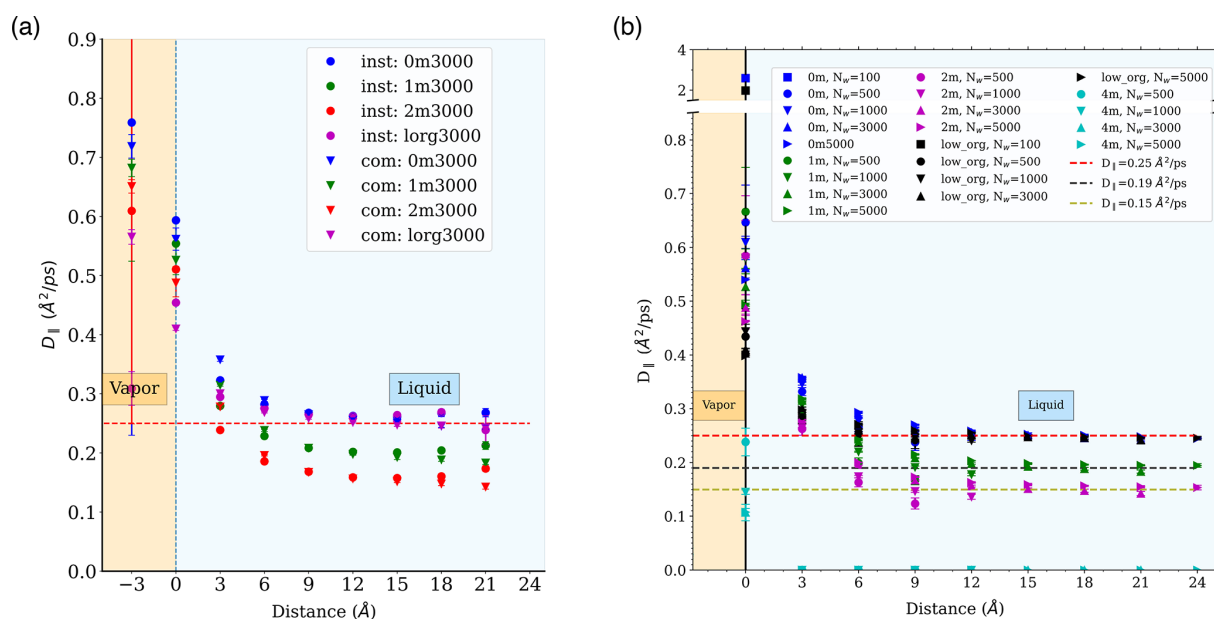 (a)
0.9
0.8
0.7
0.6
0.5
0.4
0.3
0.2
0.1
0.0
D∥ (Å²/ps)
inst: 0m3000
inst: 1m3000
inst: 2m3000
inst: lorg3000
com: 0m3000
com: 1m3000
com: 2m3000
com: lorg3000
Vapor
Liquid
−3 0 3 6 9 12 15 18 21 24
Distance (Å)
(b)
4
2
0.8
0.7
0.6
0.5
0.4
0.3
0.2
0.1
0.0
D∥ (Å²/ps)
0m, Nw=100
0m, Nw=500
0m, Nw=1000
0m, Nw=3000
0m5000
1m, Nw=500
1m, Nw=1000
1m, Nw=3000
1m, Nw=5000
2m, Nw=500
2m, Nw=1000
2m, Nw=3000
2m, Nw=5000
low_org, Nw=100
low_org, Nw=500
low_org, Nw=1000
low_org, Nw=3000
low_org, Nw=5000
4m, Nw=500
4m, Nw=1000
4m, Nw=3000
4m, Nw=5000
D∥=0.25 Å²/ps
D∥=0.19 Å²/ps
D∥=0.15 Å²/ps
Vapor
Liquid
0 3 6 9 12 15 18 21 24
Distance (Å)